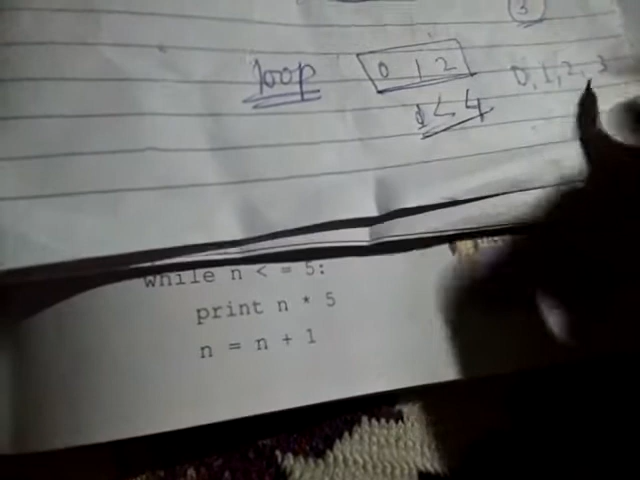 3
loop 0 1 2 0, 1, 2, 3
< 4
while n < = 5:
print n * 5
n = n + 1